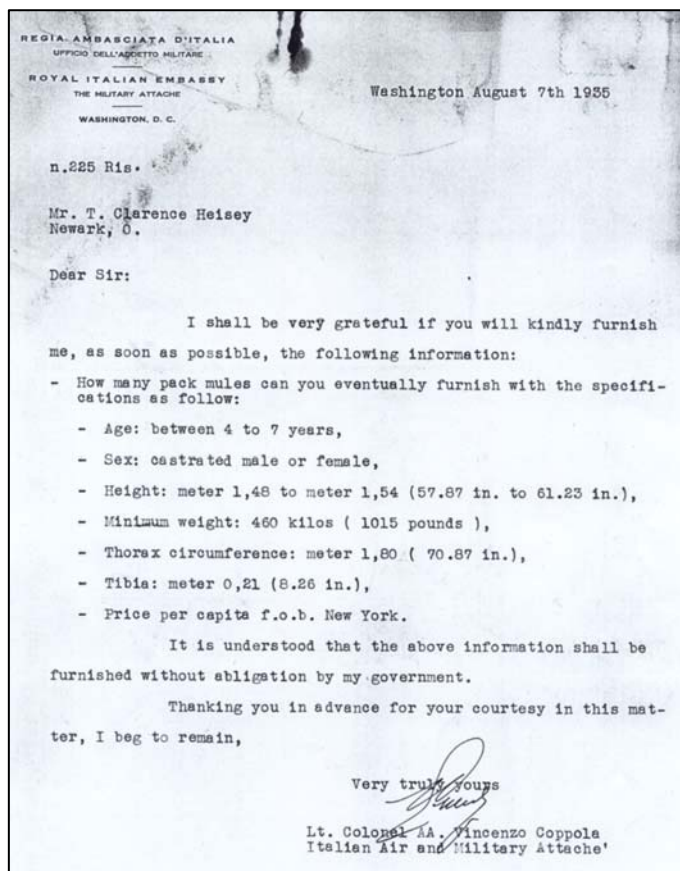 REGIA AMBASCIATA D'ITALIA
UFFICIO DELL'ADDETTO MILITARE
ROYAL ITALIAN EMBASSY
THE MILITARY ATTACHE
WASHINGTON, D. C.
Washington August 7th 1935
n.225 Ris.
Mr. T. Clarence Heisey
Newark, O.
Dear Sir:
I shall be very grateful if you will kindly furnish
me, as soon as possible, the following information:
- How many pack mules can you eventually furnish with the specifi-
cations as follow:
- Age: between 4 to 7 years,
- Sex: castrated male or female,
- Height: meter 1,48 to meter 1,54 (57.87 in. to 61.23 in.),
- Minimum weight: 460 kilos ( 1015 pounds ),
- Thorax circumference: meter 1,80 ( 70.87 in.),
- Tibia: meter 0,21 (8.26 in.),
- Price per capita f.o.b. New York.
It is understood that the above information shall be
furnished without abligation by my government.
Thanking you in advance for your courtesy in this mat-
ter, I beg to remain,
Very truly yours
Lt. Colonel AA. Vincenzo Coppola
Italian Air and Military Attache'